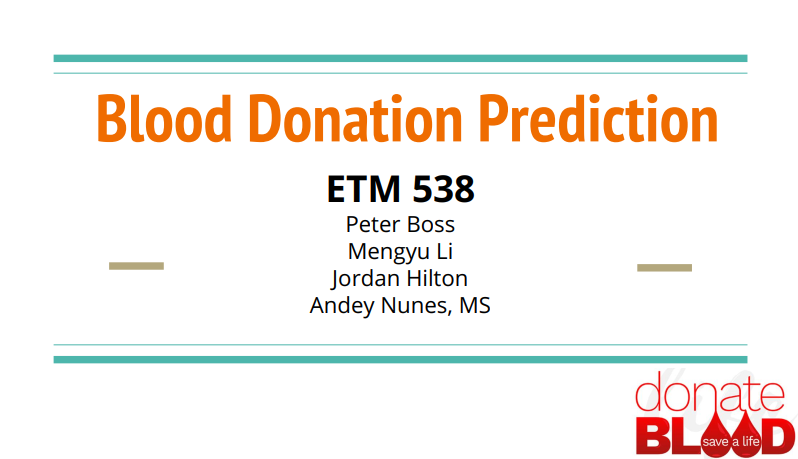 Blood Donation Prediction
ETM 538
Peter Boss
Mengyu Li
Jordan Hilton
Andey Nunes, MS
donate
BLOOD
save a life